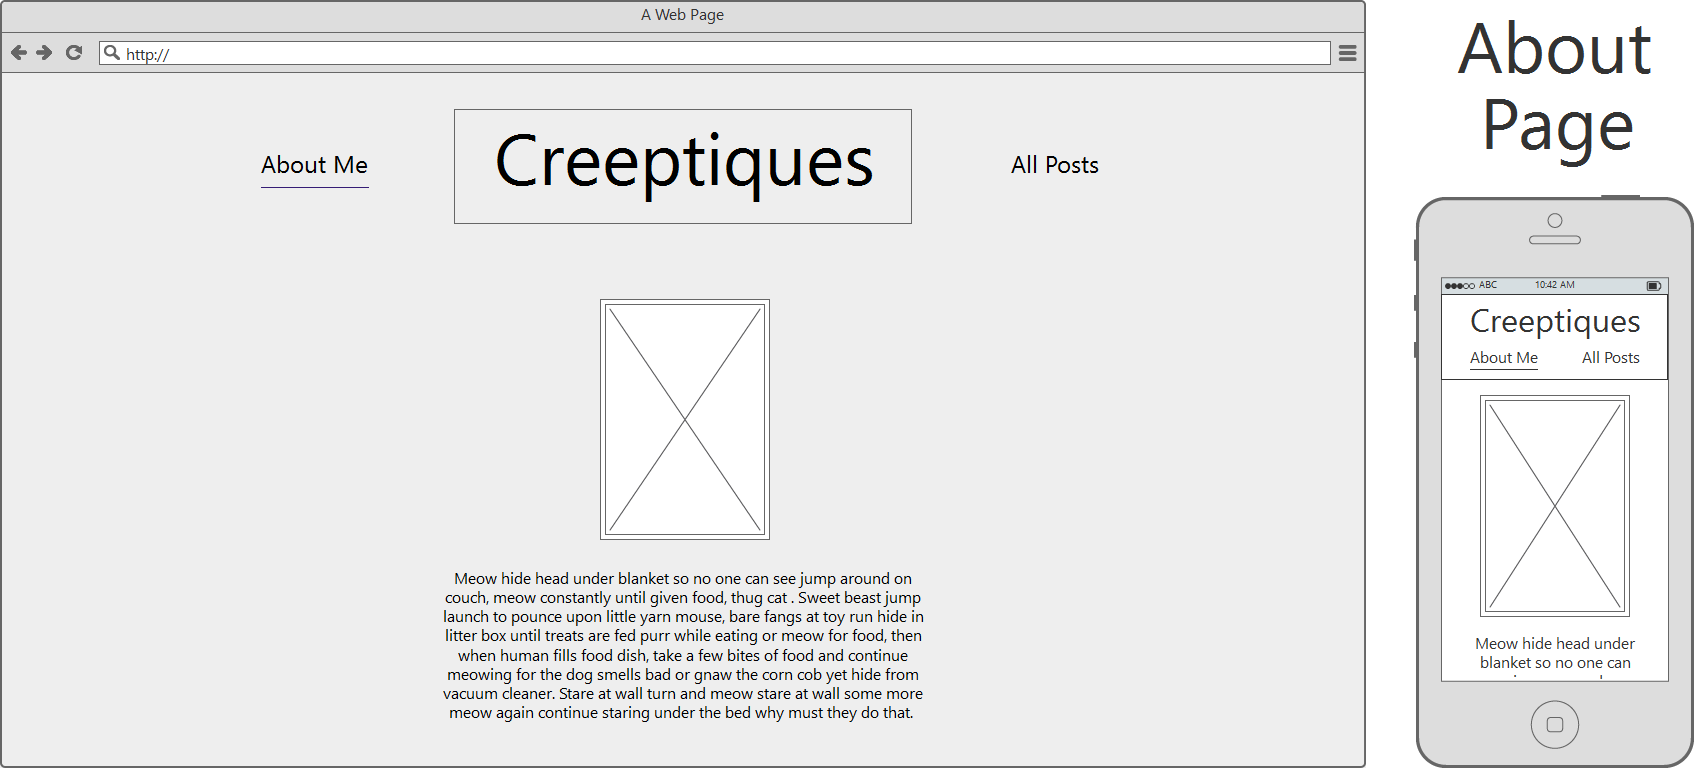 A Web Page
http://
About Me
Creeptiques
All Posts
Meow hide head under blanket so no one can see jump around on
couch, meow constantly until given food, thug cat . Sweet beast jump
launch to pounce upon little yarn mouse, bare fangs at toy run hide in
litter box until treats are fed purr while eating or meow for food, then
when human fills food dish, take a few bites of food and continue
meowing for the dog smells bad or gnaw the corn cob yet hide from
vacuum cleaner. Stare at wall turn and meow stare at wall some more
meow again continue staring under the bed why must they do that.
About
Page
ABC 10:42 AM
Creeptiques
About Me All Posts
Meow hide head under
blanket so no one can